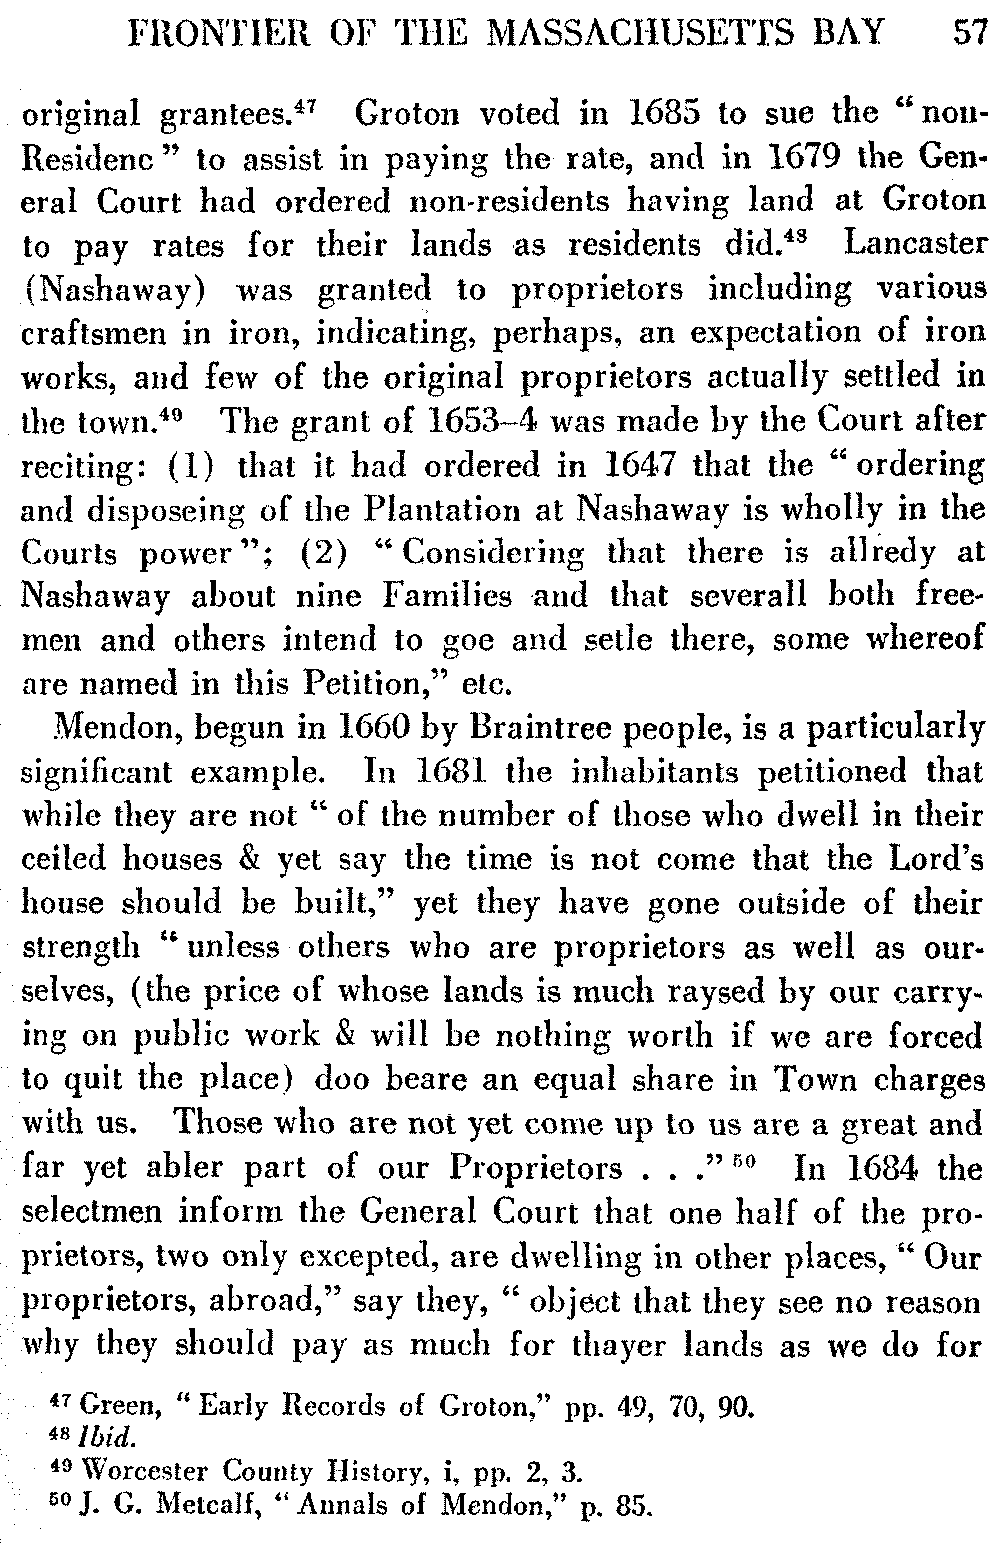 FRONTIER OF THE MASSACHUSETTS BAY 57
original grantees.⁴⁷ Groton voted in 1685 to sue the “ non-
Residenc ” to assist in paying the rate, and in 1679 the Gen-
eral Court had ordered non-residents having land at Groton
to pay rates for their lands as residents did.⁴⁸ Lancaster
(Nashaway) was granted to proprietors including various
craftsmen in iron, indicating, perhaps, an expectation of iron
works, and few of the original proprietors actually settled in
the town.⁴⁹ The grant of 1653–4 was made by the Court after
reciting: (1) that it had ordered in 1647 that the “ ordering
and disposeing of the Plantation at Nashaway is wholly in the
Courts power ”; (2) “ Considering that there is allredy at
Nashaway about nine Families and that severall both free-
men and others intend to goe and setle there, some whereof
are named in this Petition,” etc.
Mendon, begun in 1660 by Braintree people, is a particularly
significant example. In 1681 the inhabitants petitioned that
while they are not “ of the number of those who dwell in their
ceiled houses & yet say the time is not come that the Lord’s
house should be built,” yet they have gone outside of their
strength “ unless others who are proprietors as well as our-
selves, (the price of whose lands is much raysed by our carry-
ing on public work & will be nothing worth if we are forced
to quit the place) doo beare an equal share in Town charges
with us. Those who are not yet come up to us are a great and
far yet abler part of our Proprietors . . .” ⁵⁰ In 1684 the
selectmen inform the General Court that one half of the pro-
prietors, two only excepted, are dwelling in other places, “ Our
proprietors, abroad,” say they, “ object that they see no reason
why they should pay as much for thayer lands as we do for
⁴⁷ Green, “ Early Records of Groton,” pp. 49, 70, 90.
⁴⁸ Ibid.
⁴⁹ Worcester County History, i, pp. 2, 3.
⁵⁰ J. G. Metcalf, “ Annals of Mendon,” p. 85.